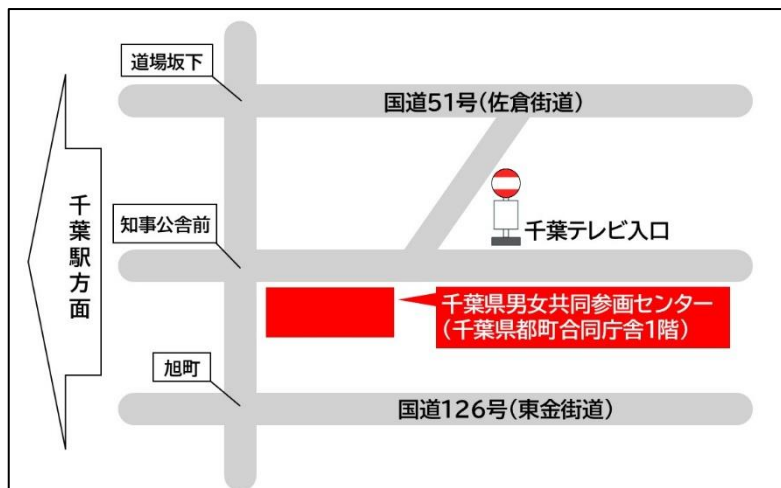 道場坂下
国道51号(佐倉街道)
千葉駅方面
知事公舎前
千葉テレビ入口
千葉県男女共同参画センター
(千葉県都町合同庁舎1階)
旭町
国道126号(東金街道)